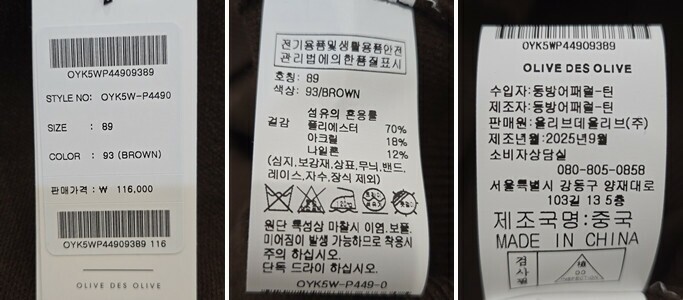 OYK5WP44909389
STYLE NO: OYK5W-P4490
SIZE : 89
COLOR : 93 (BROWN)
판매가격 : ₩ 116,000
OYK5WP44909389 116
OLIVE DES OLIVE
전기용품및생활용품안전
관리법에의한품질표시
호칭: 89
색상: 93/BROWN
섬유의 혼용률
겉감 폴리에스터 70%
아크릴 18%
나일론 12%
(심지,보강재,상표,무늬,밴드,
레이스,자수,장식 제외)
원단 특성상 마찰시 이염,보풀,
미어짐이 발생 가능하므로 착용시
주의 하십시오.
단독 드라이 하십시오.
OYK5W-P449-0
OYK5WP44909389
OLIVE DES OLIVE
수입자:동방어패럴-틴
제조자:동방어패럴-틴
판매원:올리브데올리브(주)
제조년월:2025년9월
소비자상담실
080-805-0858
서울특별시 강동구 양재대로
103길 13 5층
제조국명:중국
MADE IN CHINA
검
사
필